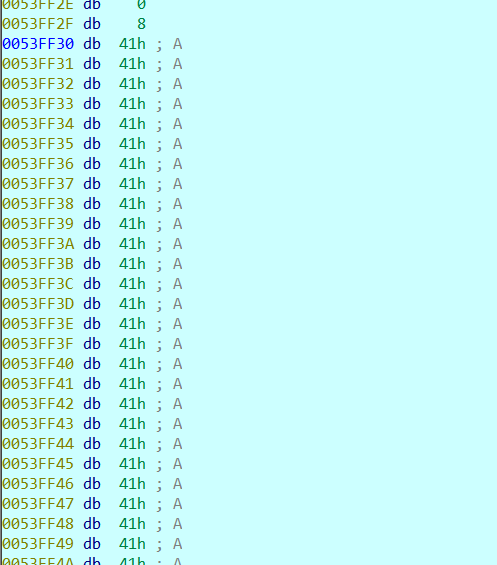 0053FF2E db    0
0053FF2F db    8
0053FF30 db  41h ; A
0053FF31 db  41h ; A
0053FF32 db  41h ; A
0053FF33 db  41h ; A
0053FF34 db  41h ; A
0053FF35 db  41h ; A
0053FF36 db  41h ; A
0053FF37 db  41h ; A
0053FF38 db  41h ; A
0053FF39 db  41h ; A
0053FF3A db  41h ; A
0053FF3B db  41h ; A
0053FF3C db  41h ; A
0053FF3D db  41h ; A
0053FF3E db  41h ; A
0053FF3F db  41h ; A
0053FF40 db  41h ; A
0053FF41 db  41h ; A
0053FF42 db  41h ; A
0053FF43 db  41h ; A
0053FF44 db  41h ; A
0053FF45 db  41h ; A
0053FF46 db  41h ; A
0053FF47 db  41h ; A
0053FF48 db  41h ; A
0053FF49 db  41h ; A
0053FF4A db  41h ; A